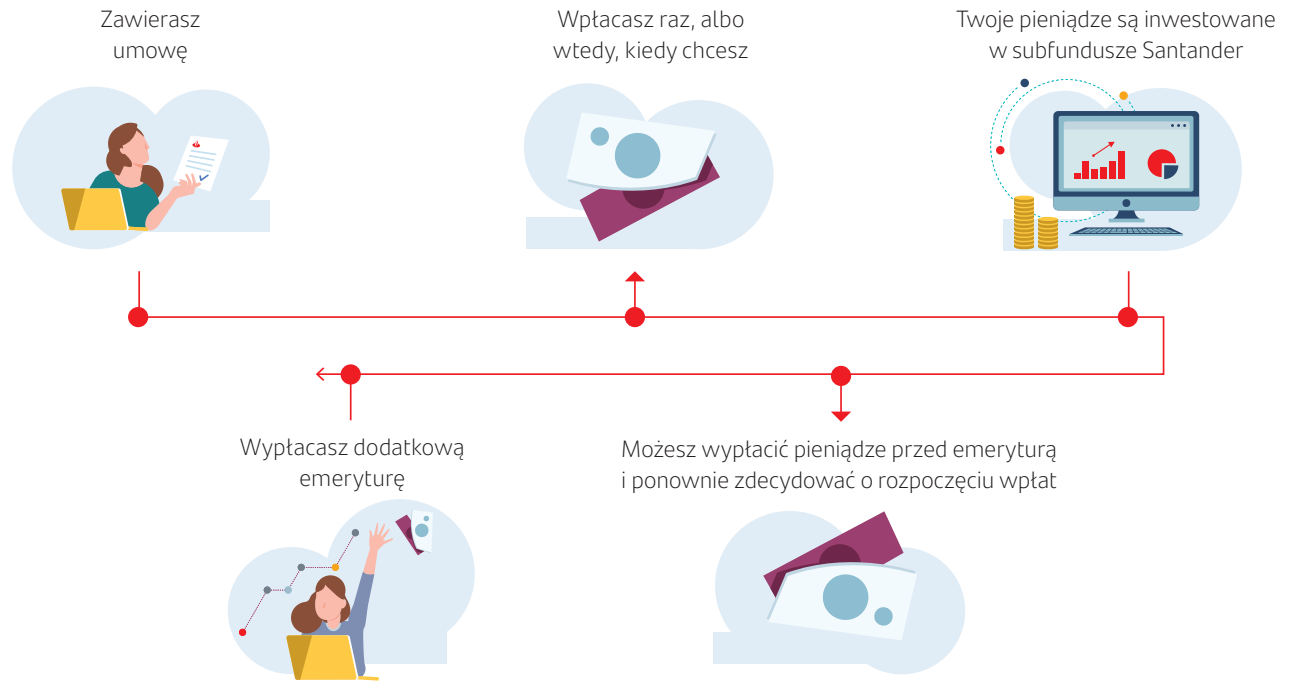 Zawierasz
umowę
Wpłacasz raz, albo
wtedy, kiedy chcesz
Twoje pieniądze są inwestowane
w subfundusze Santander
Wypłacasz dodatkową
emeryturę
Możesz wypłacić pieniądze przed emeryturą
i ponownie zdecydować o rozpoczęciu wpłat